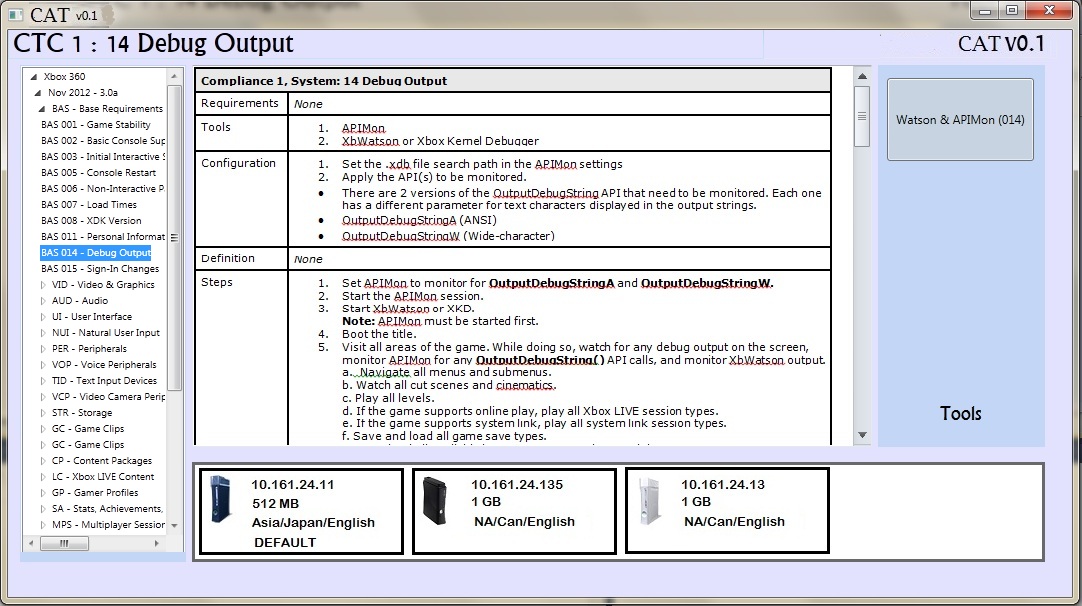 CAT v0.1
CTC 1 : 14 Debug Output
CAT v0.1
Xbox 360
Nov 2012 - 3.0a
BAS - Base Requirements
BAS 001 - Game Stability
BAS 002 - Basic Console Sup
BAS 003 - Initial Interactive S
BAS 005 - Console Restart
BAS 006 - Non-Interactive P
BAS 007 - Load Times
BAS 008 - XDK Version
BAS 011 - Personal Informat
BAS 014 - Debug Output
BAS 015 - Sign-In Changes
VID - Video & Graphics
AUD - Audio
UI - User Interface
NUI - Natural User Input
PER - Peripherals
VOP - Voice Peripherals
TID - Text Input Devices
VCP - Video Camera Perip
STR - Storage
GC - Game Clips
GC - Game Clips
CP - Content Packages
LC - Xbox LIVE Content
GP - Gamer Profiles
SA - Stats, Achievements,
MPS - Multiplayer Session
Compliance 1, System: 14 Debug Output
Requirements None
Tools
1. APIMon
2. XbWatson or Xbox Kernel Debugger
Configuration
1. Set the .xdb file search path in the APIMon settings
2. Apply the API(s) to be monitored.
• There are 2 versions of the OutputDebugString API that need to be monitored. Each one
has a different parameter for text characters displayed in the output strings.
• OutputDebugStringA (ANSI)
• OutputDebugStringW (Wide-character)
Definition None
Steps
1. Set APIMon to monitor for OutputDebugStringA and OutputDebugStringW.
2. Start the APIMon session.
3. Start XbWatson or XKD.
Note: APIMon must be started first.
4. Boot the title.
5. Visit all areas of the game. While doing so, watch for any debug output on the screen,
monitor APIMon for any OutputDebugString() API calls, and monitor XbWatson output.
a. Navigate all menus and submenus.
b. Watch all cut scenes and cinematics.
c. Play all levels.
d. If the game supports online play, play all Xbox LIVE session types.
e. If the game supports system link, play all system link session types.
f. Save and load all game save types.
Watson & APIMon (014)
Tools
10.161.24.11
512 MB
Asia/Japan/English
DEFAULT
10.161.24.135
1 GB
NA/Can/English
10.161.24.13
1 GB
NA/Can/English